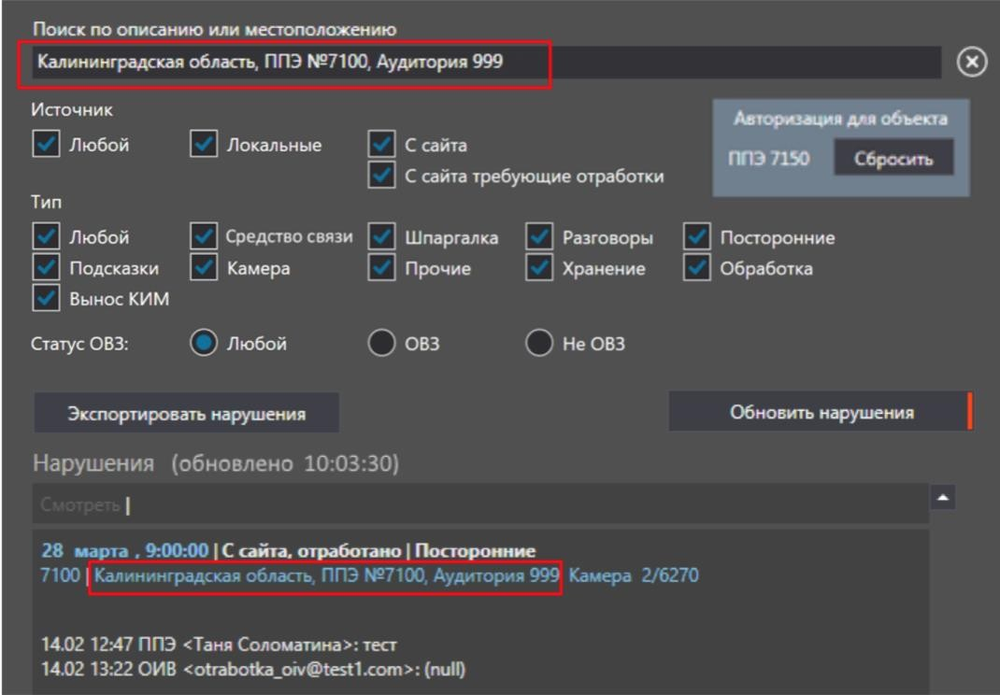 Поиск по описанию или местоположению
Калининградская область, ППЭ №7100, Аудитория 999
Источник
Любой Локальные С сайта
С сайта требующие отработки
Авторизация для объекта
ППЭ 7150 Сбросить
Тип
Любой Средство связи Шпаргалка Разговоры Посторонние
Подсказки Камера Прочие Хранение Обработка
Вынос КИМ
Статус ОВЗ: Любой ОВЗ Не ОВЗ
Экспортировать нарушения Обновить нарушения
Нарушения (обновлено 10:03:30)
Смотреть
28 марта , 9:00:00 | С сайта, отработано | Посторонние
7100 | Калининградская область, ППЭ №7100, Аудитория 999 Камера 2/6270
14.02 12:47 ППЭ <Таня Соломатина>: тест
14.02 13:22 ОИВ <otrabotka_oiv@test1.com>: (null)